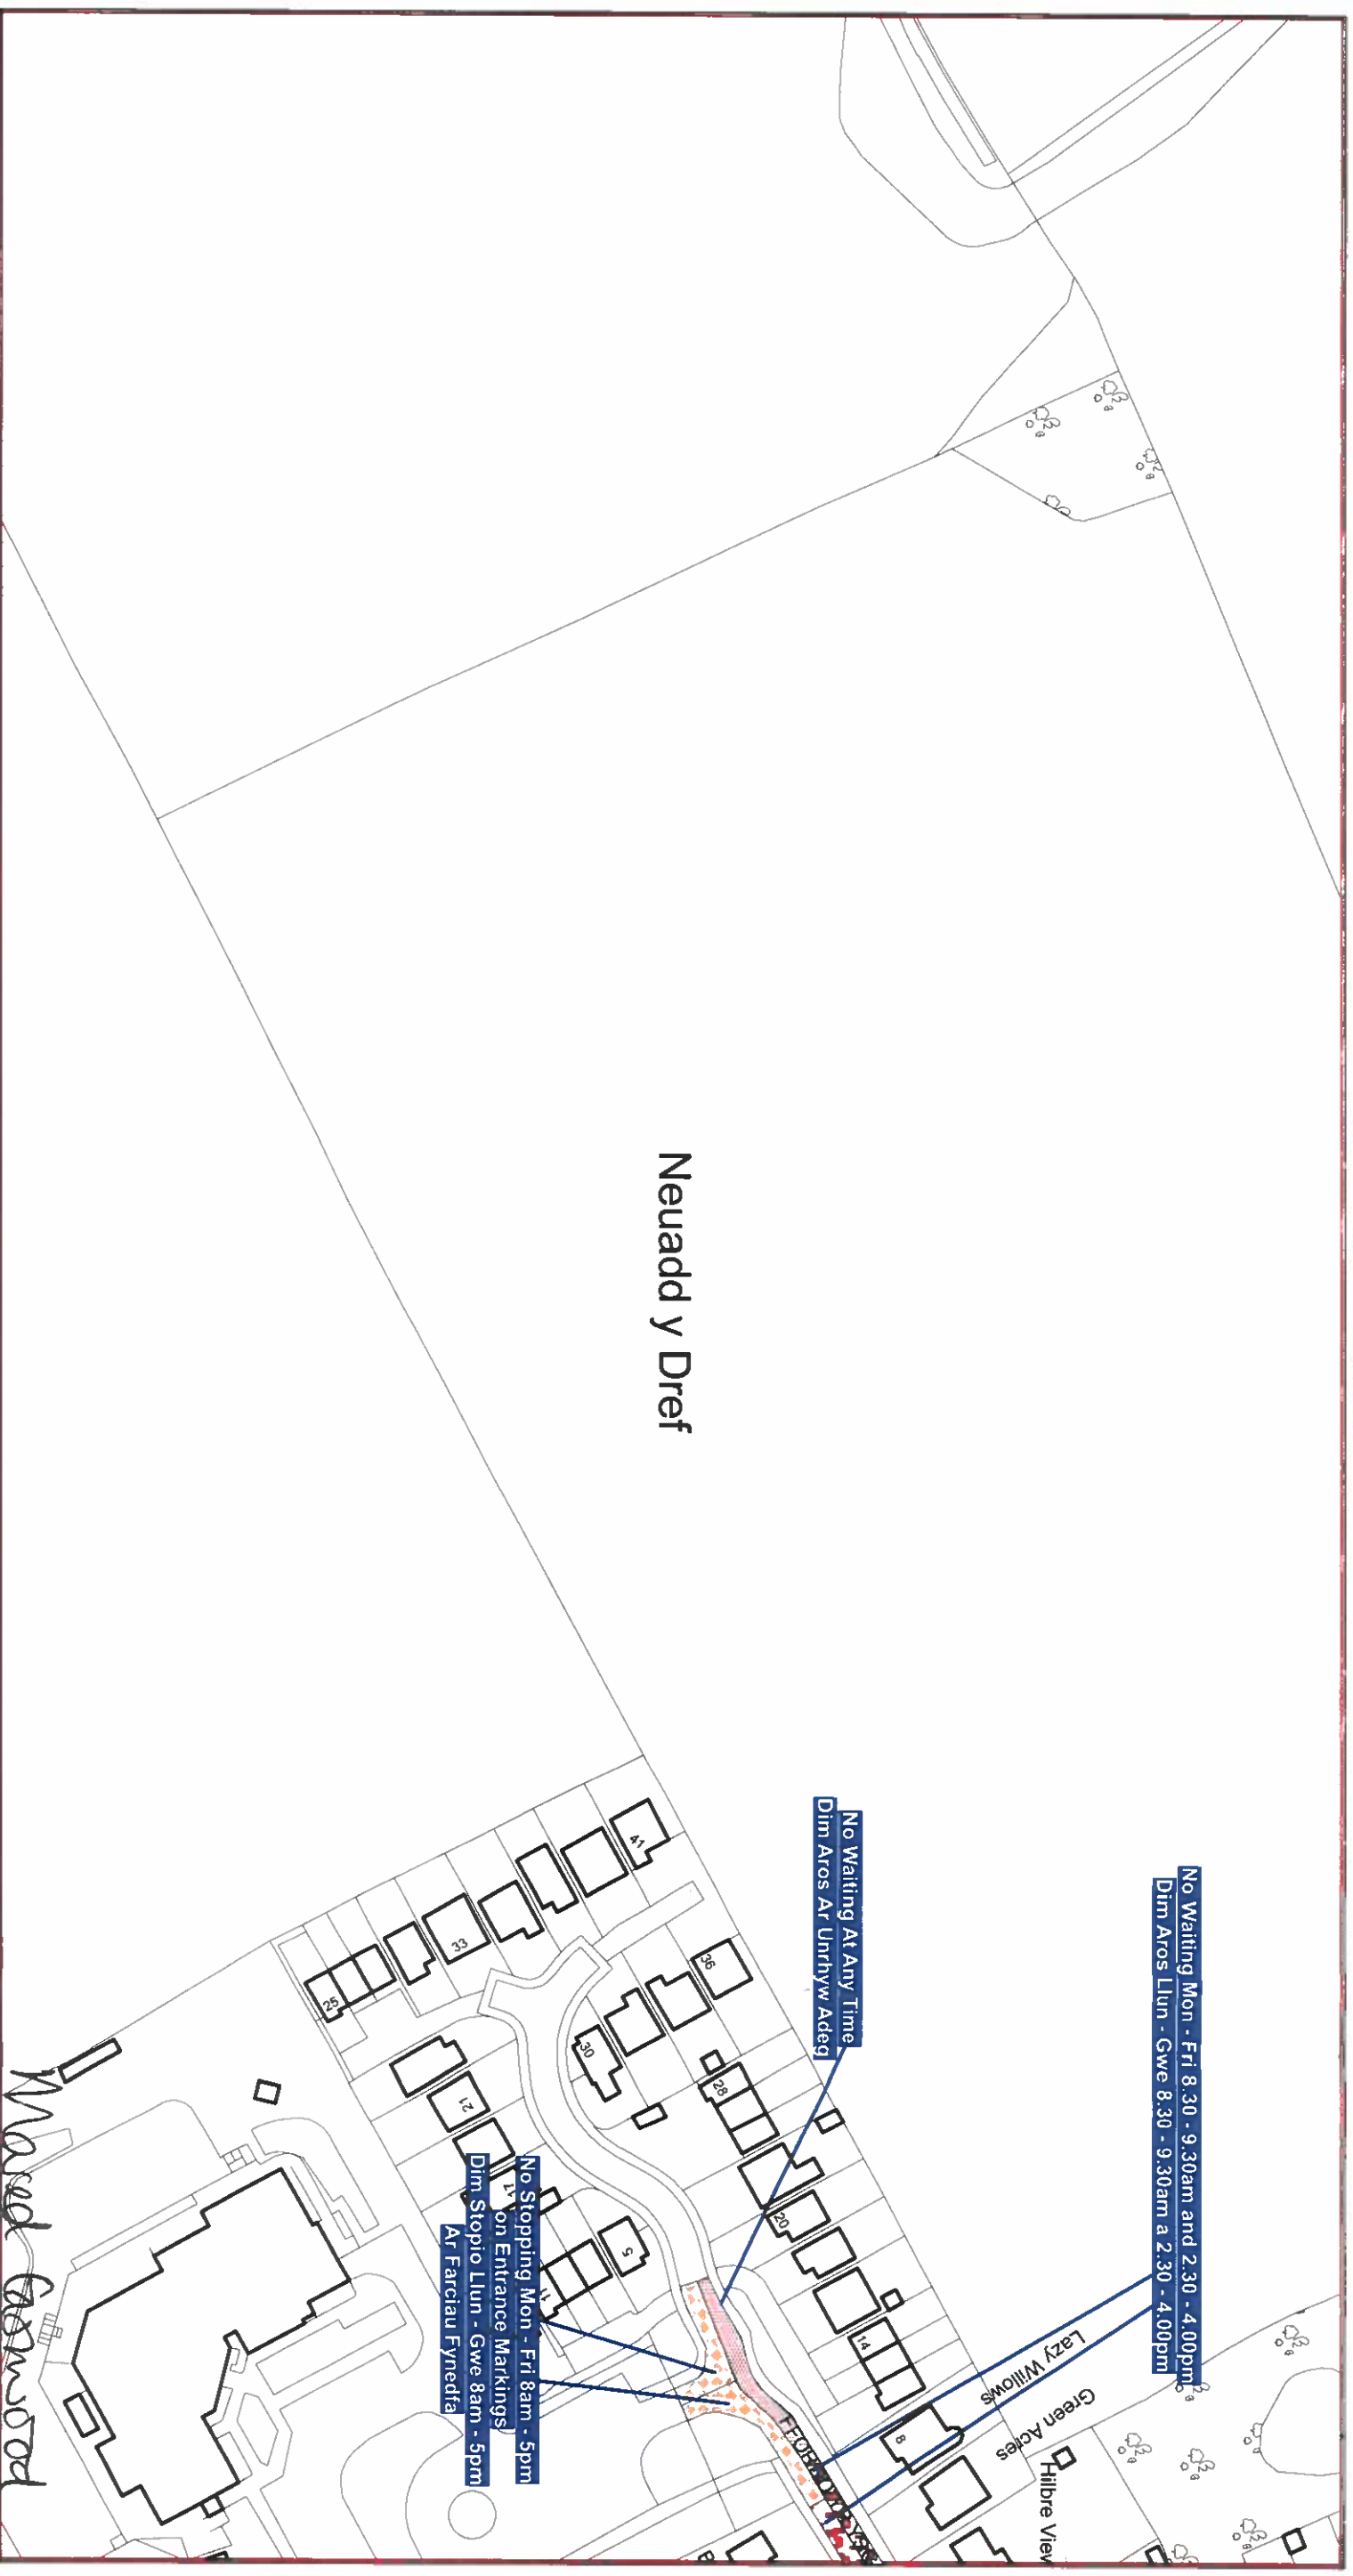 Neuadd y Dref
No Waiting Mon - Fri 8.30 - 9.30am and 2.30 - 4.00pm
Dim Aros Llun - Gwe 8.30 - 9.30am a 2.30 - 4.00pm
No Waiting At Any Time
Dim Aros Ar Unrhyw Adeg
No Stopping Mon - Fri 8am - 5pm
on Entrance Markings
Dim Stopio Llun - Gwe 8am - 5pm
Ar Farciau Fynedfa
Lazy Willows
Green Acres
Hilbre View
41
36
33
30
28
25
21
20
17
14
11
8
5